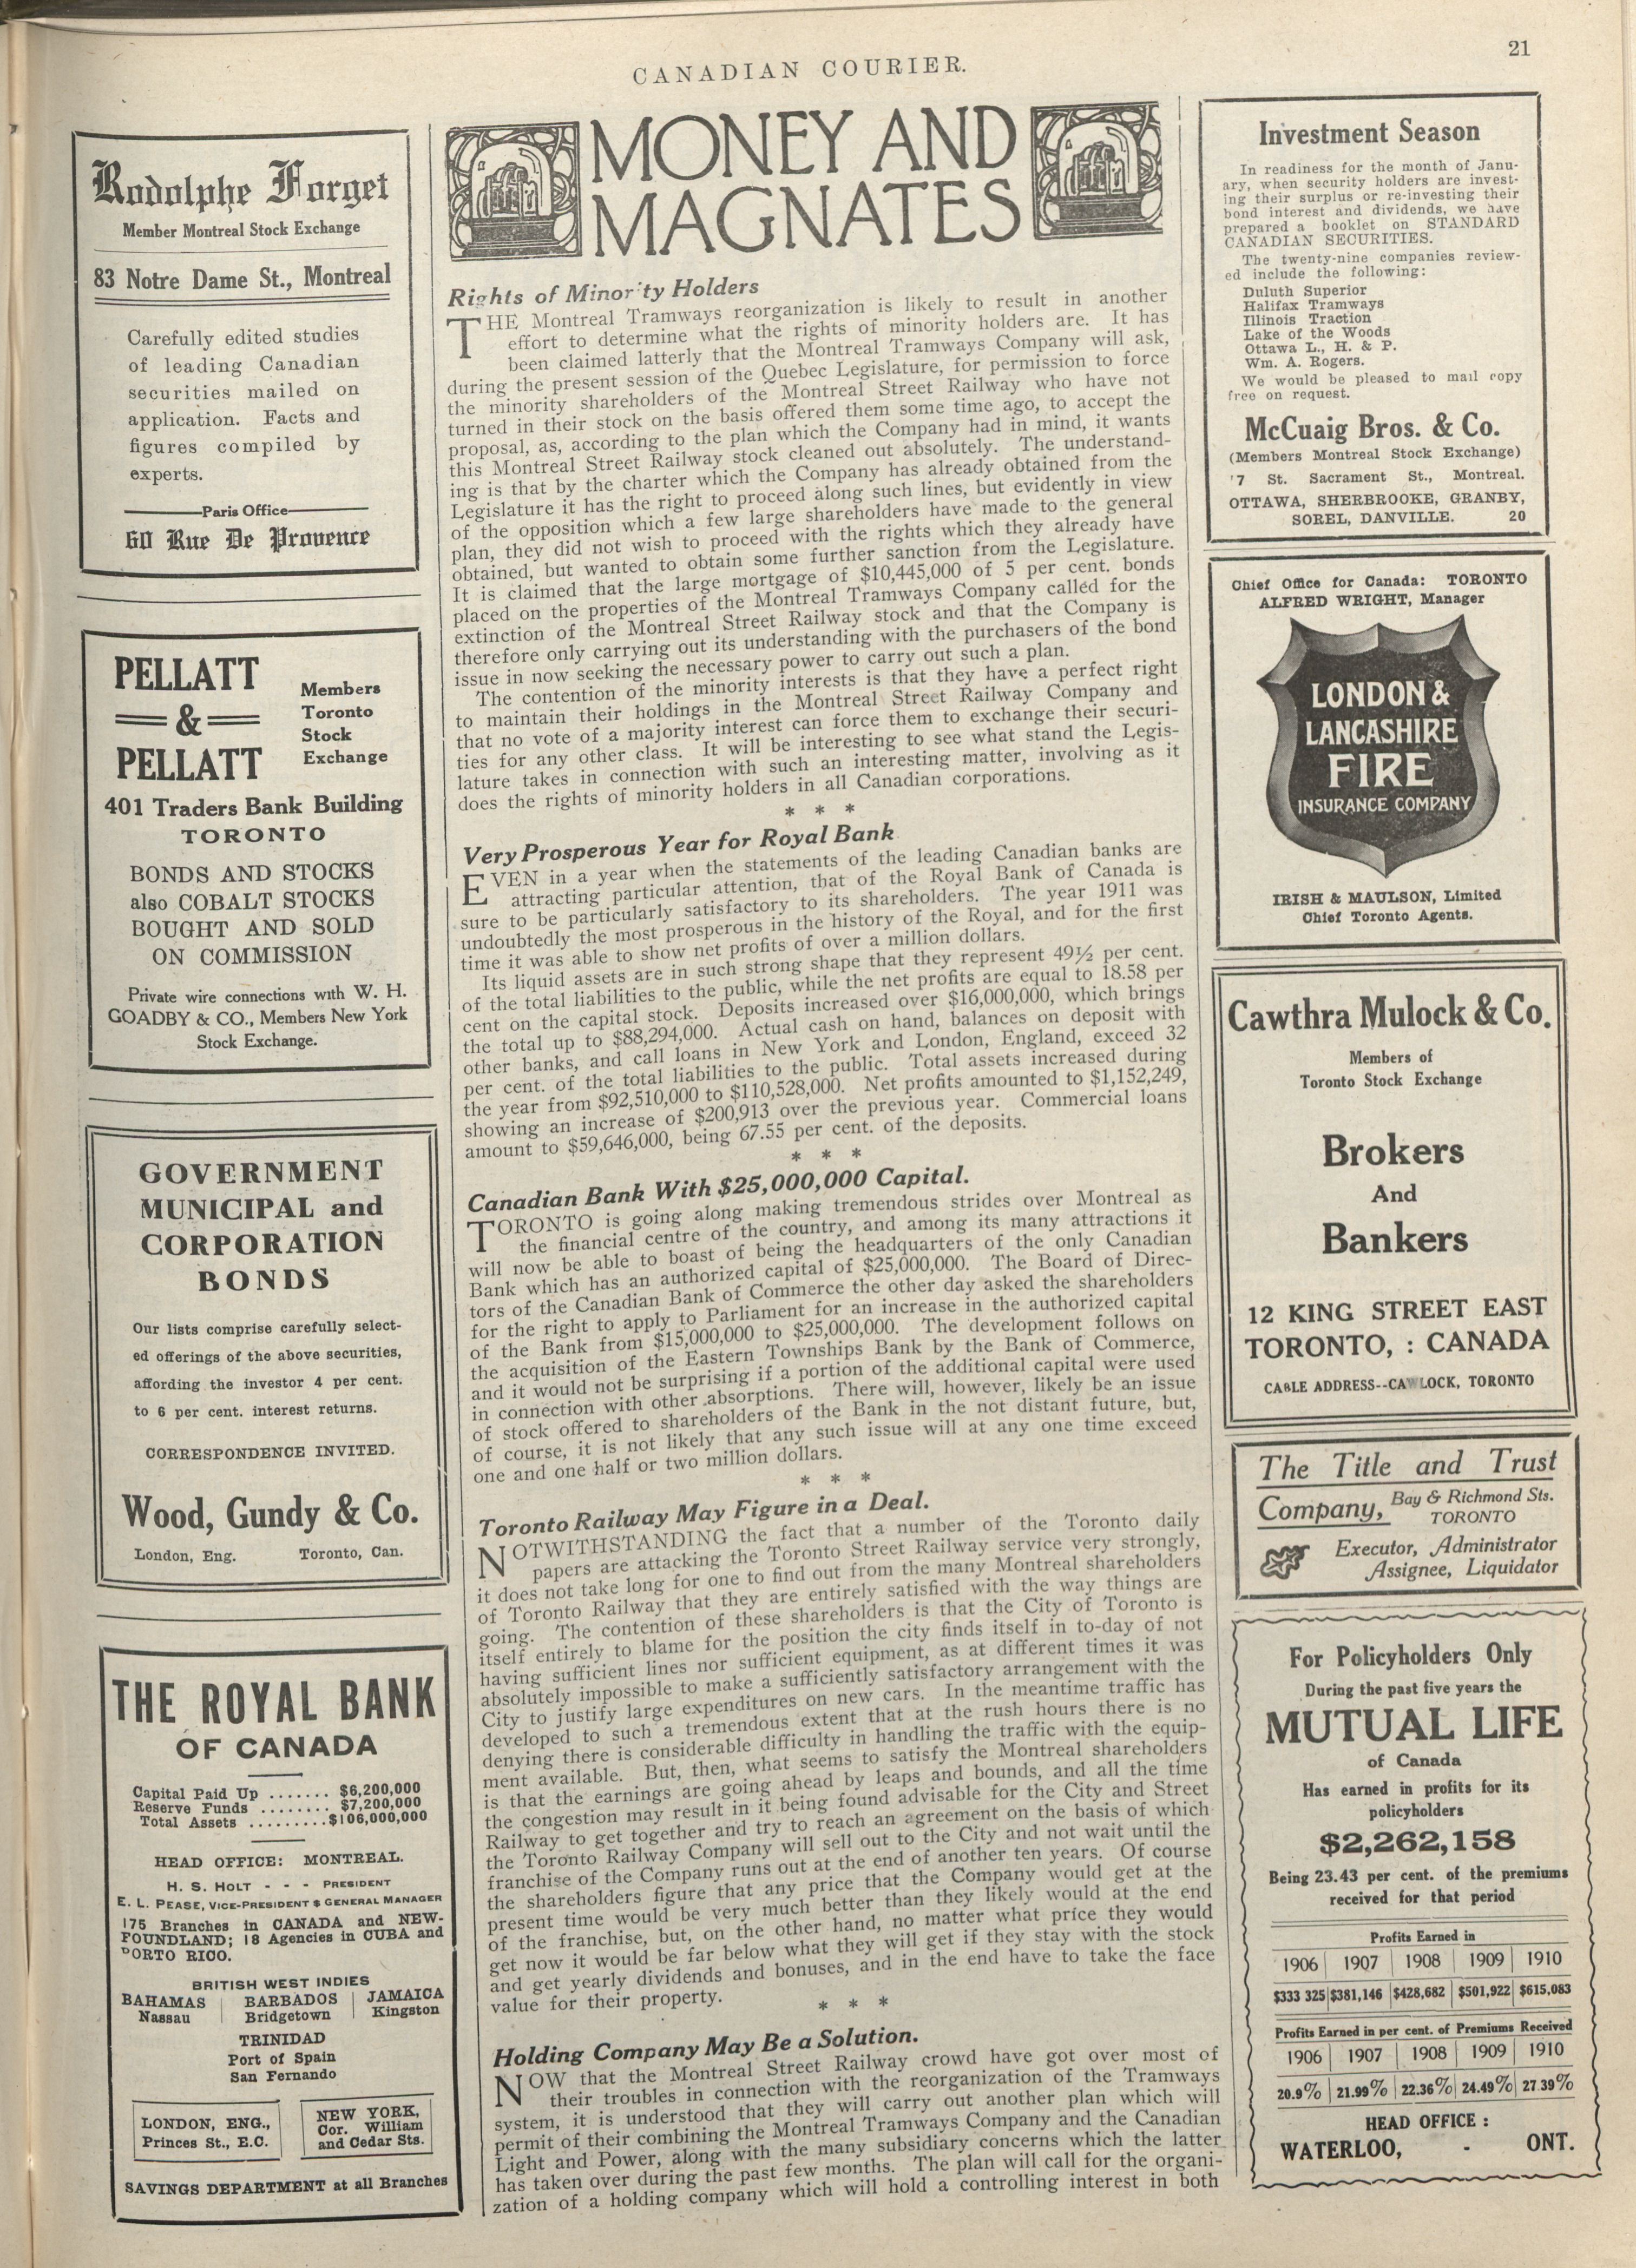 21
CANADIAN COURIER.
Rodolphe Forget
Member Montreal Stock Exchange
83 Notre Dame St., Montreal
Carefully edited studies
of leading Canadian
securities mailed on
application. Facts and
figures compiled by
experts.
Paris Office
60 Rue De Provence
PELLATT
&
PELLATT
Members
Toronto
Stock
Exchange
401 Traders Bank Building
TORONTO
BONDS AND STOCKS
also COBALT STOCKS
BOUGHT AND SOLD
ON COMMISSION
Private wire connections with W. H.
GOADBY & CO., Members New York
Stock Exchange.
GOVERNMENT
MUNICIPAL and
CORPORATION
BONDS
Our lists comprise carefully select-
ed offerings of the above securities,
affording the investor 4 per cent.
to 6 per cent. interest returns.
CORRESPONDENCE INVITED.
Wood, Gundy & Co.
London, Eng. Toronto, Can.
THE ROYAL BANK
OF CANADA
Capital Paid Up ....... $6,200,000
Reserve Funds ........ $7,200,000
Total Assets .........$106,000,000
HEAD OFFICE: MONTREAL.
H. S. HOLT - - - PRESIDENT
E. L. PEASE, VICE-PRESIDENT $ GENERAL MANAGER
175 Branches in CANADA and NEW-
FOUNDLAND; 18 Agencies in CUBA and
PORTO RICO.
BRITISH WEST INDIES
BAHAMAS BARBADOS JAMAICA
Nassau Bridgetown Kingston
TRINIDAD
Port of Spain
San Fernando
LONDON, ENG.,
Princes St., E.C.
NEW YORK,
Cor. William
and Cedar Sts.
SAVINGS DEPARTMENT at all Branches
MONEY AND
MAGNATES
Rights of Minority Holders
THE Montreal Tramways reorganization is likely to result in another
effort to determine what the rights of minority holders are. It has
been claimed latterly that the Montreal Tramways Company will ask,
during the present session of the Quebec Legislature, for permission to force
the minority shareholders of the Montreal Street Railway who have not
turned in their stock on the basis offered them some time ago, to accept the
proposal, as, according to the plan which the Company had in mind, it wants
this Montreal Street Railway stock cleaned out absolutely. The understand-
ing is that by the charter which the Company has already obtained from the
Legislature it has the right to proceed along such lines, but evidently in view
of the opposition which a few large shareholders have made to the general
plan, they did not wish to proceed with the rights which they already have
obtained, but wanted to obtain some further sanction from the Legislature.
It is claimed that the large mortgage of $10,445,000 of 5 per cent. bonds
placed on the properties of the Montreal Tramways Company called for the
extinction of the Montreal Street Railway stock and that the Company is
therefore only carrying out its understanding with the purchasers of the bond
issue in now seeking the necessary power to carry out such a plan.
The contention of the minority interests is that they have a perfect right
to maintain their holdings in the Montreal Street Railway Company and
that no vote of a majority interest can force them to exchange their securi-
ties for any other class. It will be interesting to see what stand the Legis-
lature takes in connection with such an interesting matter, involving as it
does the rights of minority holders in all Canadian corporations.
* * *
Very Prosperous Year for Royal Bank
EVEN in a year when the statements of the leading Canadian banks are
attracting particular attention, that of the Royal Bank of Canada is
sure to be particularly satisfactory to its shareholders. The year 1911 was
undoubtedly the most prosperous in the history of the Royal, and for the first
time it was able to show net profits of over a million dollars.
Its liquid assets are in such strong shape that they represent 49½ per cent.
of the total liabilities to the public, while the net profits are equal to 18.58 per
cent on the capital stock. Deposits increased over $16,000,000, which brings
the total up to $88,294,000. Actual cash on hand, balances on deposit with
other banks, and call loans in New York and London, England, exceed 32
per cent. of the total liabilities to the public. Total assets increased during
the year from $92,510,000 to $110,528,000. Net profits amounted to $1,152,249,
showing an increase of $200,913 over the previous year. Commercial loans
amount to $59,646,000, being 67.55 per cent. of the deposits.
* * *
Canadian Bank With $25,000,000 Capital.
TORONTO is going along making tremendous strides over Montreal as
the financial centre of the country, and among its many attractions it
will now be able to boast of being the headquarters of the only Canadian
Bank which has an authorized capital of $25,000,000. The Board of Direc-
tors of the Canadian Bank of Commerce the other day asked the shareholders
for the right to apply to Parliament for an increase in the authorized capital
of the Bank from $15,000,000 to $25,000,000. The development follows on
the acquisition of the Eastern Townships Bank by the Bank of Commerce,
and it would not be surprising if a portion of the additional capital were used
in connection with other absorptions. There will, however, likely be an issue
of stock offered to shareholders of the Bank in the not distant future, but,
of course, it is not likely that any such issue will at any one time exceed
one and one half or two million dollars.
* * *
Toronto Railway May Figure in a Deal.
NOTWITHSTANDING the fact that a number of the Toronto daily
papers are attacking the Toronto Street Railway service very strongly,
it does not take long for one to find out from the many Montreal shareholders
of Toronto Railway that they are entirely satisfied with the way things are
going. The contention of these shareholders is that the City of Toronto is
itself entirely to blame for the position the city finds itself in to-day of not
having sufficient lines nor sufficient equipment, as at different times it was
absolutely impossible to make a sufficiently satisfactory arrangement with the
City to justify large expenditures on new cars. In the meantime traffic has
developed to such a tremendous extent that at the rush hours there is no
denying there is considerable difficulty in handling the traffic with the equip-
ment available. But, then, what seems to satisfy the Montreal shareholders
is that the earnings are going ahead by leaps and bounds, and all the time
the congestion may result in it being found advisable for the City and Street
Railway to get together and try to reach an agreement on the basis of which
the Toronto Railway Company will sell out to the City and not wait until the
franchise of the Company runs out at the end of another ten years. Of course
the shareholders figure that any price that the Company would get at the
present time would be very much better than they likely would at the end
of the franchise, but, on the other hand, no matter what price they would
get now it would be far below what they will get if they stay with the stock
and get yearly dividends and bonuses, and in the end have to take the face
value for their property.
* * *
Holding Company May Be a Solution.
NOW that the Montreal Street Railway crowd have got over most of
their troubles in connection with the reorganization of the Tramways
system, it is understood that they will carry out another plan which will
permit of their combining the Montreal Tramways Company and the Canadian
Light and Power, along with the many subsidiary concerns which the latter
has taken over during the past few months. The plan will call for the organi-
zation of a holding company which will hold a controlling interest in both
Investment Season
In readiness for the month of Janu-
ary, when security holders are invest-
ing their surplus or re-investing their
bond interest and dividends, we have
prepared a booklet on STANDARD
CANADIAN SECURITIES.
The twenty-nine companies review-
ed include the following:
Duluth Superior
Halifax Tramways
Illinois Traction
Lake of the Woods
Ottawa L., H. & P.
Wm. A. Rogers.
We would be pleased to mail copy
free on request.
McCuaig Bros. & Co.
(Members Montreal Stock Exchange)
'7 St. Sacrament St., Montreal.
OTTAWA, SHERBROOKE, GRANBY,
SOREL, DANVILLE. 20
Chief Office for Canada: TORONTO
ALFRED WRIGHT, Manager
LONDON &
LANCASHIRE
FIRE
INSURANCE COMPANY
IRISH & MAULSON, Limited
Chief Toronto Agents.
Cawthra Mulock & Co.
Members of
Toronto Stock Exchange
Brokers
And
Bankers
12 KING STREET EAST
TORONTO, : CANADA
CABLE ADDRESS--CAWLOCK, TORONTO
The Title and Trust
Company, Bay & Richmond Sts.
TORONTO
Executor, Administrator
Assignee, Liquidator
For Policyholders Only
During the past five years the
MUTUAL LIFE
of Canada
Has earned in profits for its
policyholders
$2,262,158
Being 23.43 per cent. of the premiums
received for that period
Profits Earned in
1906 1907 1908 1909 1910
$333 325 $381,146 $428,682 $501,922 $615,083
Profits Earned in per cent. of Premiums Received
1906 1907 1908 1909 1910
20.9% 21.99% 22.36% 24.49% 27.39%
HEAD OFFICE :
WATERLOO, - ONT.